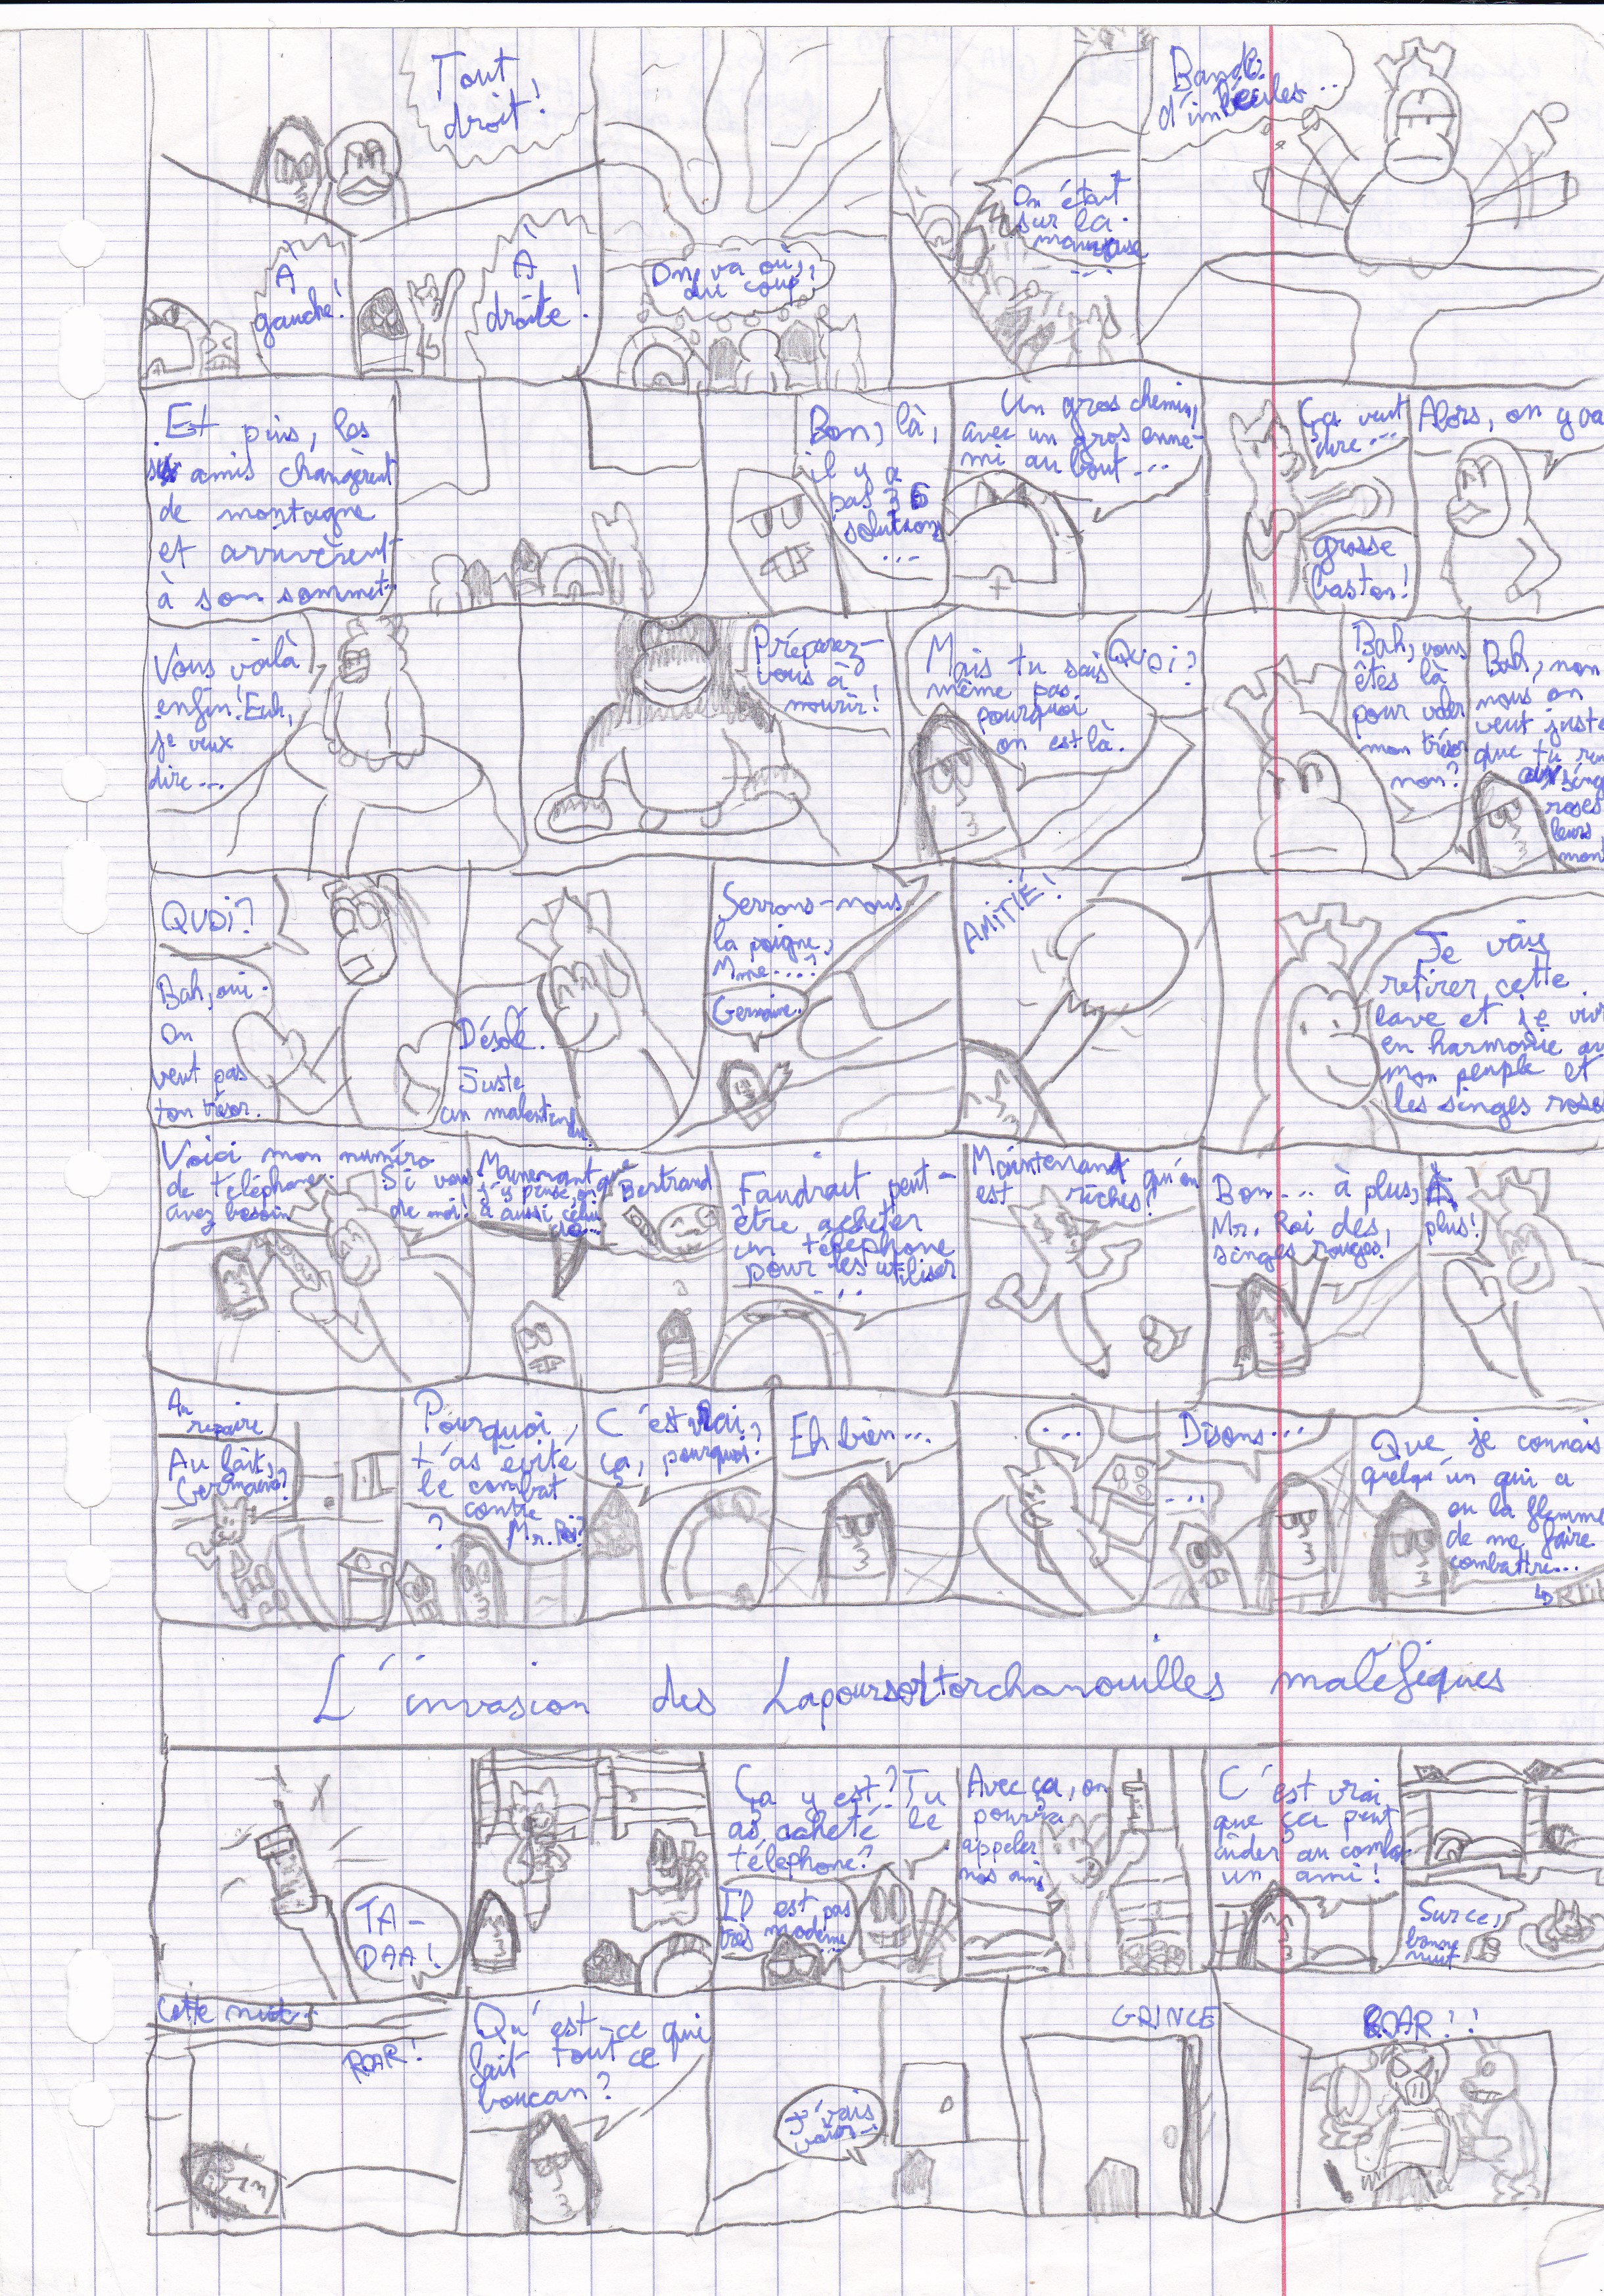 Tout
droit!
À
gauche!
À
droite!
On va où,
du coup?
On était
sur la
mauvaise
...
Bande
d'imbéciles...
Et puis, les
amis changèrent
de montagne
et arrivèrent
à son sommet.
Bon, là,
il y a
pas 36
solutions
...
Un gros chemin,
avec un gros enne-
mi au bout...
Ça veut
dire...
grosse
baston!
Alors, on y va
Vous voilà
enfin! Euh,
je veux
dire...
Préparez-
vous à
mourir!
Mais tu sais
même pas
pourquoi
on est là.
Quoi?
Bah, vous
êtes là
pour voler
mon trésor
non?
Bah, non
nous on
veut juste
que tu
aux
roses
leurs
QUOI?
Bah, oui.
On
veut pas
ton trésor.
Désolé.
Juste
un malentendu.
Serrons-nous
la poigne,
Mme...?
Germaine.
AMITIÉ!
Je vais
retirer cette
lave et je
en harmonie
mon peuple et
les singes roses
Voici mon numéro
de téléphone.
Si vous
avez besoin
de moi!
Maintenant que
j'y pense, on
a aussi celui
de...
Bertrand
Faudrait peut-
être acheter
un téléphone
pour les utiliser
...
Maintenant qu'on
est riches!
Bon... à plus,
Mr. Roi des
singes rouges!
À
plus!
Au
repaire
Au fait,
Germaine?
Pourquoi
t'as évité
le combat
contre
Mr. Roi?
?
C'est vrai
ça, pourquoi?
Eh bien...
...
Disons...
...
Que je connais
quelqu'un qui a
eu la flemme
de me faire
combattre...
L'invasion des Lapoursoltorchanouilles maléfiques
TA-
DAA!
Ça y est? Tu
as acheté le
téléphone?
Il est pas
très moderne
...
Avec ça, on
pourra
appeler
nos amis
C'est vrai
que ça peut
aider au combat
un ami!
Sur ce,
bonne
nuit
Cette nuit-
ROAR!
Qu'est-ce qui
fait tout ce
boucan?
J'vais
voir...
GRINCE
ROAR!!